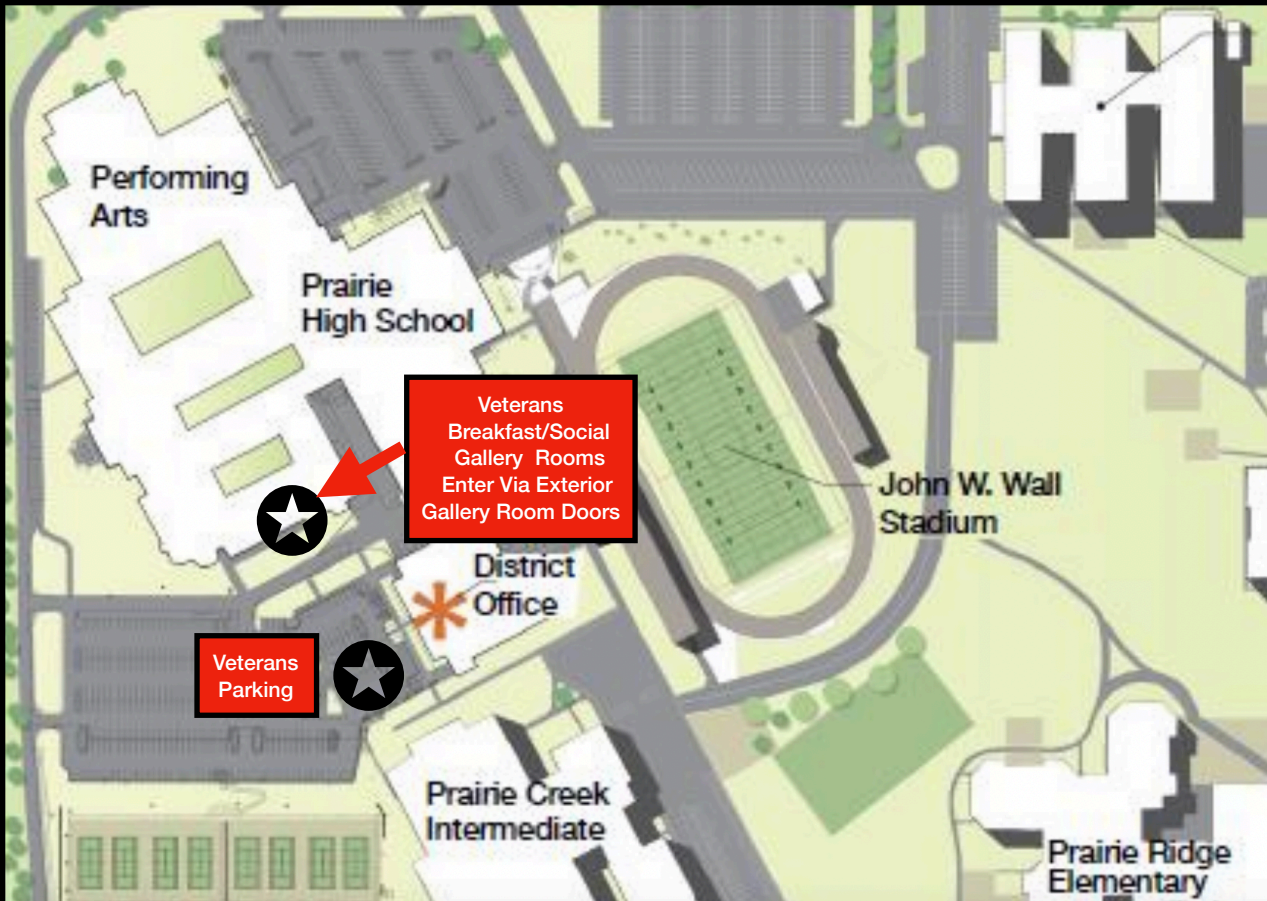 Performing
Arts
Prairie
High School
Veterans
Breakfast/Social
Gallery Rooms
Enter Via Exterior
Gallery Room Doors
John W. Wall
Stadium
District
Office
Veterans
Parking
Prairie Creek
Intermediate
Prairie Ridge
Elementary